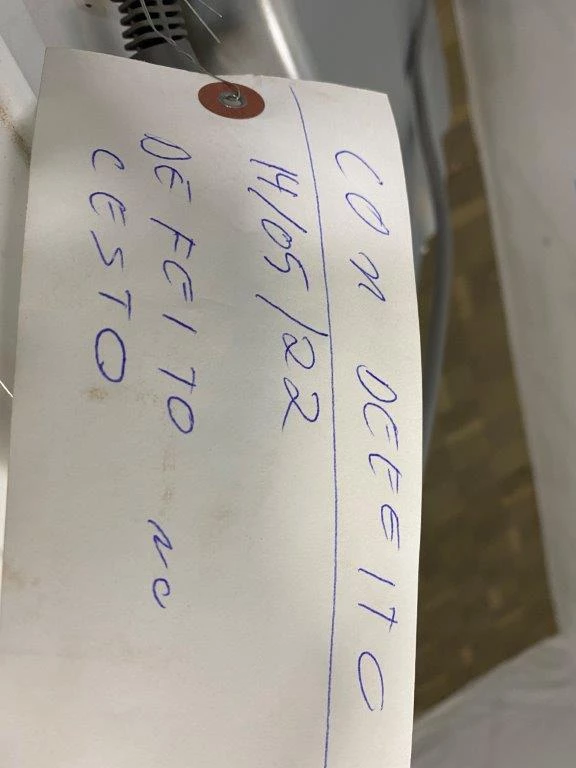 COM DEFEITO
14/05/22
DEFEITO NO
CESTO